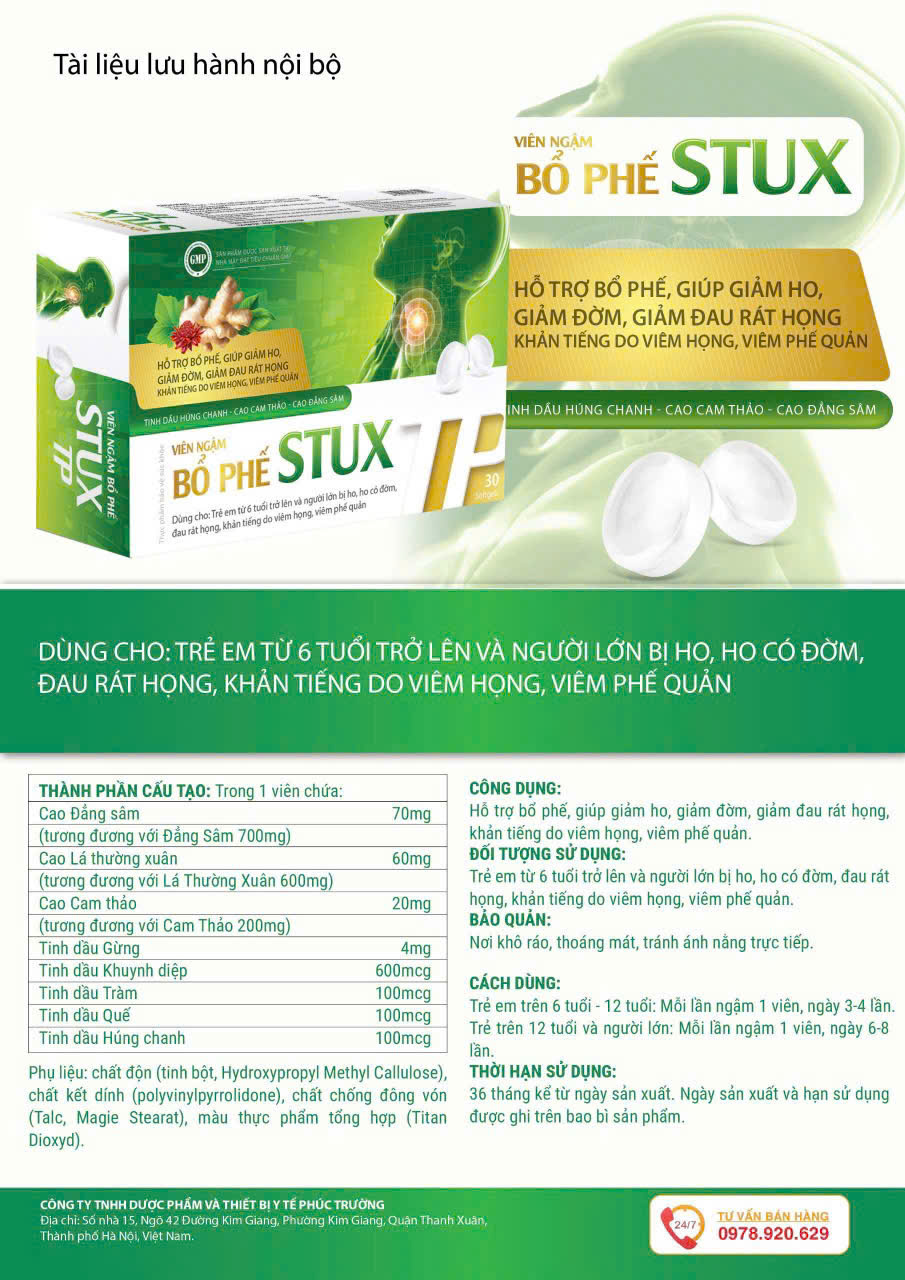 Tài liệu lưu hành nội bộ
VIÊN NGẬM
BỔ PHẾ STUX
HỖ TRỢ BỔ PHẾ, GIÚP GIẢM HO,
GIẢM ĐỜM, GIẢM ĐAU RÁT HỌNG
KHẢN TIẾNG DO VIÊM HỌNG, VIÊM PHẾ QUẢN
TINH DẦU HÚNG CHANH - CAO CAM THẢO - CAO ĐẲNG SÂM
STUX
GMP
SẢN PHẨM ĐƯỢC SẢN XUẤT TẠI
NHÀ MÁY ĐẠT TIÊU CHUẨN GMP
HỖ TRỢ BỔ PHẾ, GIÚP GIẢM HO,
GIẢM ĐỜM, GIẢM ĐAU RÁT HỌNG
KHẢN TIẾNG DO VIÊM HỌNG, VIÊM PHẾ QUẢN
TINH DẦU HÚNG CHANH - CAO CAM THẢO - CAO ĐẲNG SÂM
VIÊN NGẬM
BỔ PHẾ STUX
TP
30
Softgels
Dùng cho: Trẻ em từ 6 tuổi trở lên và người lớn bị ho, ho có đờm,
đau rát họng, khản tiếng do viêm họng, viêm phế quản
Thực phẩm bảo vệ sức khỏe
VIÊN NGẬM BỔ PHẾ
STUX
TP
DÙNG CHO: TRẺ EM TỪ 6 TUỔI TRỞ LÊN VÀ NGƯỜI LỚN BỊ HO, HO CÓ ĐỜM,
ĐAU RÁT HỌNG, KHẢN TIẾNG DO VIÊM HỌNG, VIÊM PHẾ QUẢN
THÀNH PHẦN CẤU TẠO: Trong 1 viên chứa:
Cao Đẳng sâm 70mg
(tương đương với Đẳng Sâm 700mg)
Cao Lá thường xuân 60mg
(tương đương với Lá Thường Xuân 600mg)
Cao Cam thảo 20mg
(tương đương với Cam Thảo 200mg)
Tinh dầu Gừng 4mg
Tinh dầu Khuynh diệp 600mcg
Tinh dầu Tràm 100mcg
Tinh dầu Quế 100mcg
Tinh dầu Húng chanh 100mcg
Phụ liệu: chất độn (tinh bột, Hydroxypropyl Methyl Callulose),
chất kết dính (polyvinylpyrrolidone), chất chống đông vón
(Talc, Magie Stearat), màu thực phẩm tổng hợp (Titan
Dioxyd).
CÔNG DỤNG:
Hỗ trợ bổ phế, giúp giảm ho, giảm đờm, giảm đau rát họng,
khản tiếng do viêm họng, viêm phế quản.
ĐỐI TƯỢNG SỬ DỤNG:
Trẻ em từ 6 tuổi trở lên và người lớn bị ho, ho có đờm, đau rát
họng, khản tiếng do viêm họng, viêm phế quản.
BẢO QUẢN:
Nơi khô ráo, thoáng mát, tránh ánh nắng trực tiếp.
CÁCH DÙNG:
Trẻ em trên 6 tuổi - 12 tuổi: Mỗi lần ngậm 1 viên, ngày 3-4 lần.
Trẻ trên 12 tuổi và người lớn: Mỗi lần ngậm 1 viên, ngày 6-8
lần.
THỜI HẠN SỬ DỤNG:
36 tháng kể từ ngày sản xuất. Ngày sản xuất và hạn sử dụng
được ghi trên bao bì sản phẩm.
CÔNG TY TNHH DƯỢC PHẨM VÀ THIẾT BỊ Y TẾ PHÚC TRƯỜNG
Địa chỉ: Số nhà 15, Ngõ 42 Đường Kim Giang, Phường Kim Giang, Quận Thanh Xuân,
Thành phố Hà Nội, Việt Nam.
24/7
TƯ VẤN BÁN HÀNG
0978.920.629